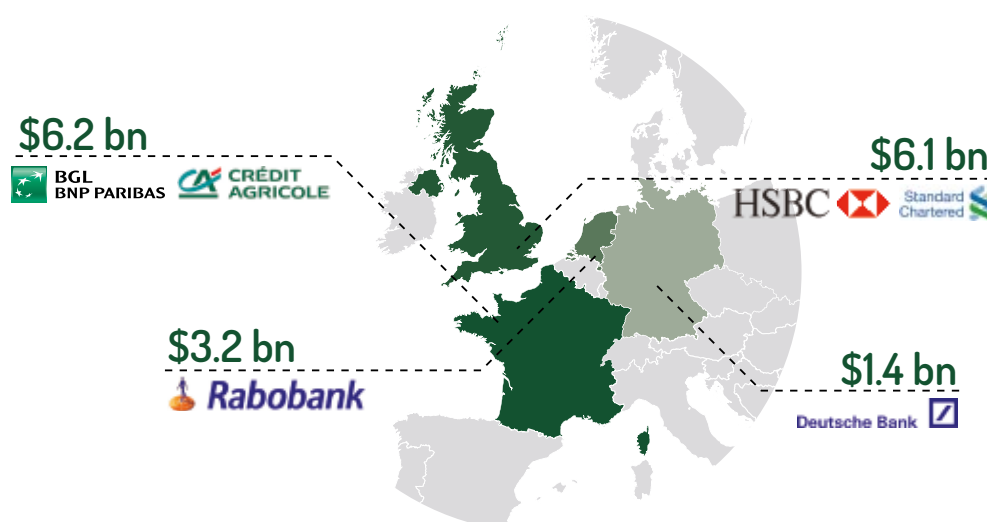 $6.2 bn
BGL
BNP PARIBAS
CRÉDIT
AGRICOLE
$6.1 bn
HSBC
Standard
Chartered
$3.2 bn
Rabobank
$1.4 bn
Deutsche Bank